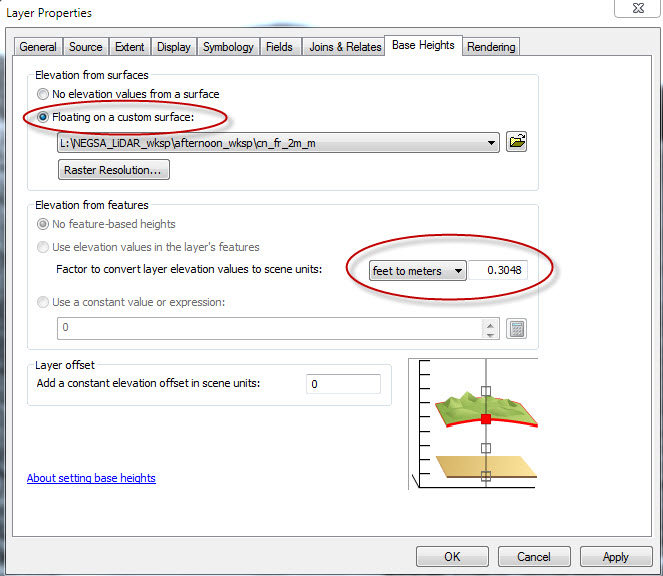 Layer Properties
General Source Extent Display Symbology Fields Joins & Relates Base Heights Rendering
Elevation from surfaces
No elevation values from a surface
Floating on a custom surface:
L:\NEGSA_LiDAR_wksp\afternoon_wksp\cn_fr_2m_m
Raster Resolution...
Elevation from features
No feature-based heights
Use elevation values in the layer's features
Factor to convert layer elevation values to scene units: feet to meters 0.3048
Use a constant value or expression:
0
Layer offset
Add a constant elevation offset in scene units: 0
About setting base heights
OK Cancel Apply